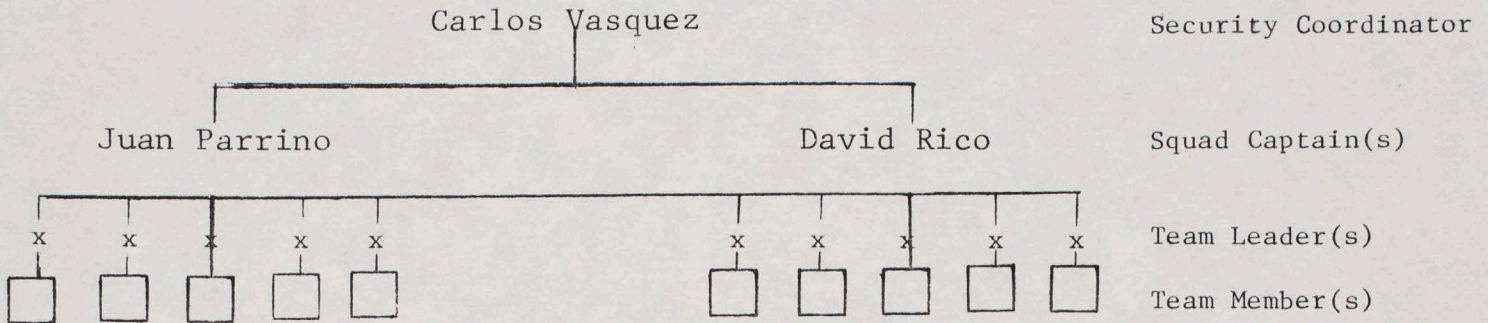 Carlos Vasquez Security Coordinator
Juan Parrino David Rico Squad Captain(s)
x x x x x x x x x x Team Leader(s)
Team Member(s)